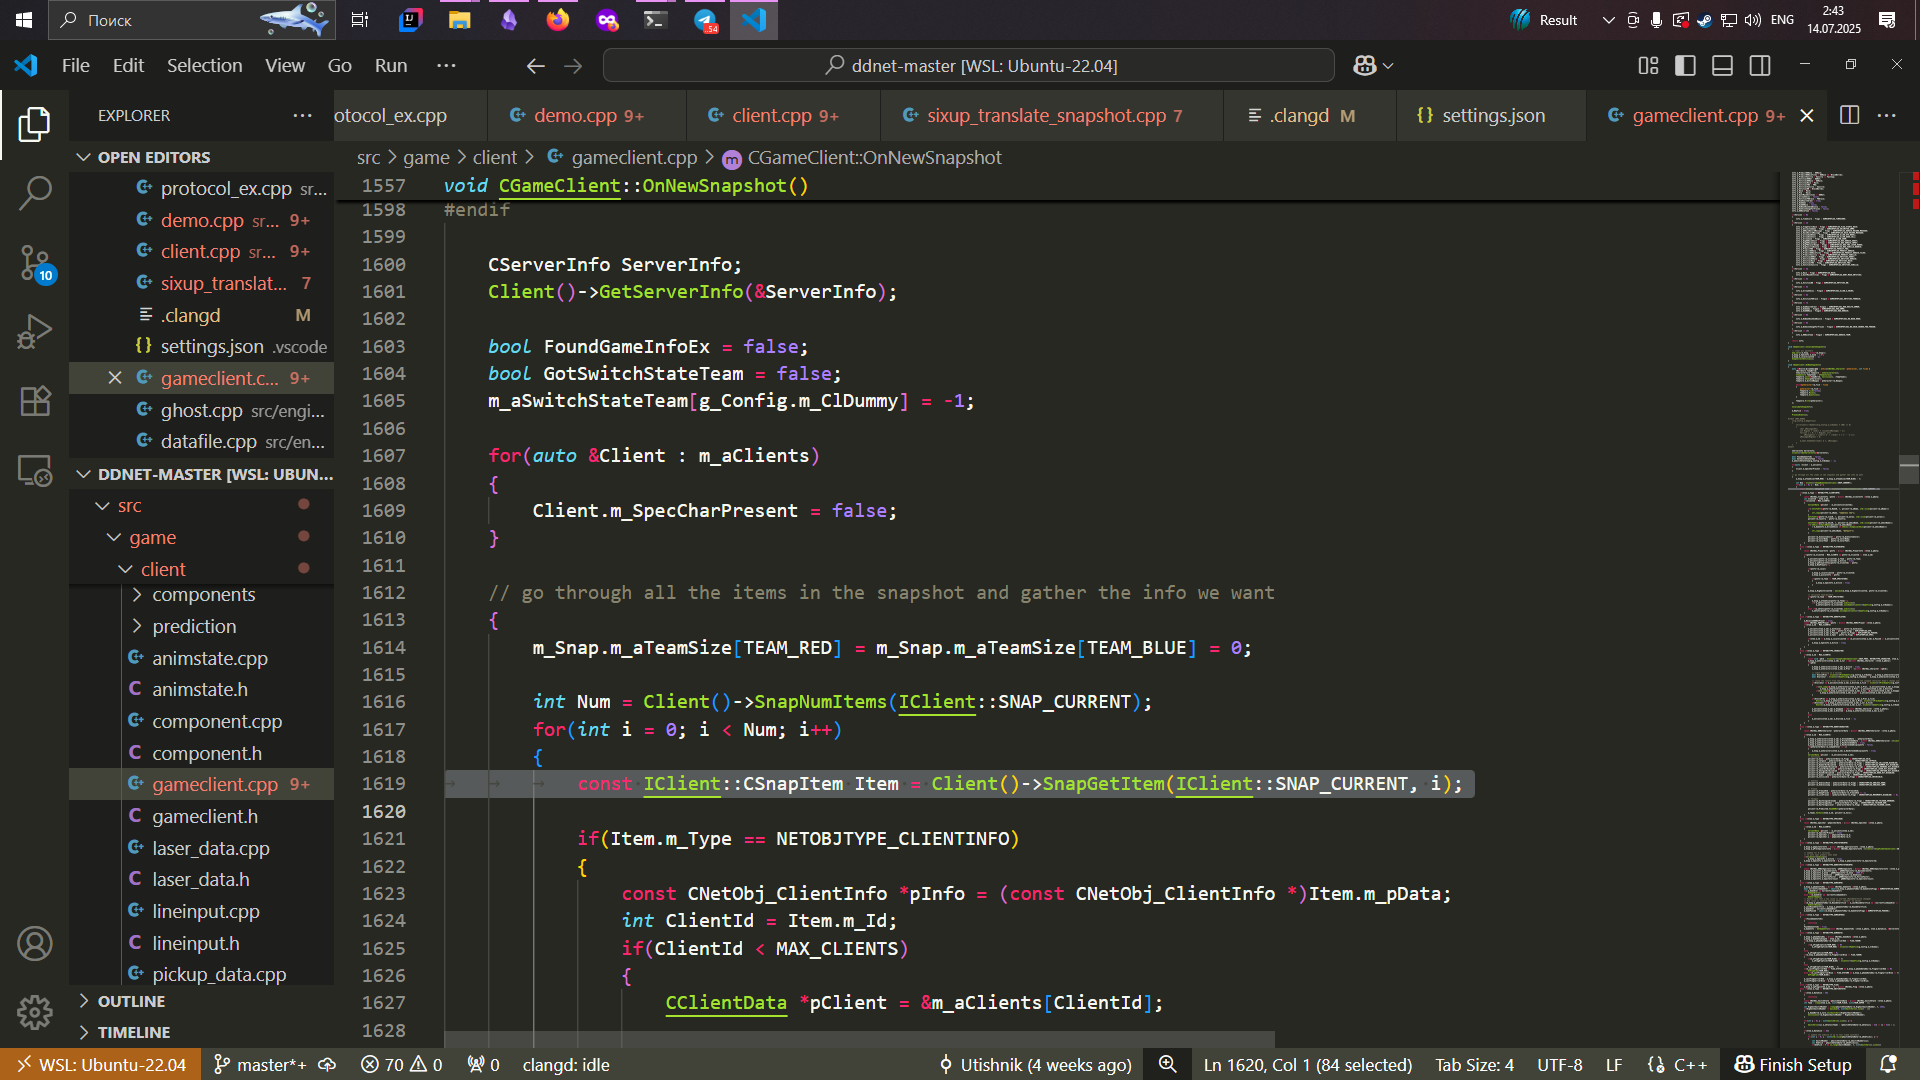 Поиск
54
Result
ENG
2:43
14.07.2025
File Edit Selection View Go Run ···
ddnet-master [WSL: Ubuntu-22.04]
EXPLORER
otocol_ex.cpp
demo.cpp 9+
client.cpp 9+
sixup_translate_snapshot.cpp 7
.clangd M
settings.json
gameclient.cpp 9+
OPEN EDITORS
protocol_ex.cpp sr...
demo.cpp sr... 9+
client.cpp sr... 9+
sixup_translat... 7
.clangd M
settings.json .vscode
gameclient.c... 9+
ghost.cpp src/engi...
datafile.cpp src/en...
10
DDNET-MASTER [WSL: UBUN...
src
game
client
components
prediction
animstate.cpp
animstate.h
component.cpp
component.h
gameclient.cpp 9+
gameclient.h
laser_data.cpp
laser_data.h
lineinput.cpp
lineinput.h
pickup_data.cpp
OUTLINE
TIMELINE
src > game > client > gameclient.cpp > CGameClient::OnNewSnapshot
1557 void CGameClient::OnNewSnapshot()
1598 #endif
1599
1600 CServerInfo ServerInfo;
1601 Client()->GetServerInfo(&ServerInfo);
1602
1603 bool FoundGameInfoEx = false;
1604 bool GotSwitchStateTeam = false;
1605 m_aSwitchStateTeam[g_Config.m_ClDummy] = -1;
1606
1607 for(auto &Client : m_aClients)
1608 {
1609 Client.m_SpecCharPresent = false;
1610 }
1611
1612 // go through all the items in the snapshot and gather the info we want
1613 {
1614 m_Snap.m_aTeamSize[TEAM_RED] = m_Snap.m_aTeamSize[TEAM_BLUE] = 0;
1615
1616 int Num = Client()->SnapNumItems(IClient::SNAP_CURRENT);
1617 for(int i = 0; i < Num; i++)
1618 {
1619 const IClient::CSnapItem Item = Client()->SnapGetItem(IClient::SNAP_CURRENT, i);
1620
1621 if(Item.m_Type == NETOBJTYPE_CLIENTINFO)
1622 {
1623 const CNetObj_ClientInfo *pInfo = (const CNetObj_ClientInfo *)Item.m_pData;
1624 int ClientId = Item.m_Id;
1625 if(ClientId < MAX_CLIENTS)
1626 {
1627 CClientData *pClient = &m_aClients[ClientId];
1628
WSL: Ubuntu-22.04 master*+ 70 0 0 clangd: idle Utishnik (4 weeks ago) Ln 1620, Col 1 (84 selected) Tab Size: 4 UTF-8 LF {} C++ Finish Setup